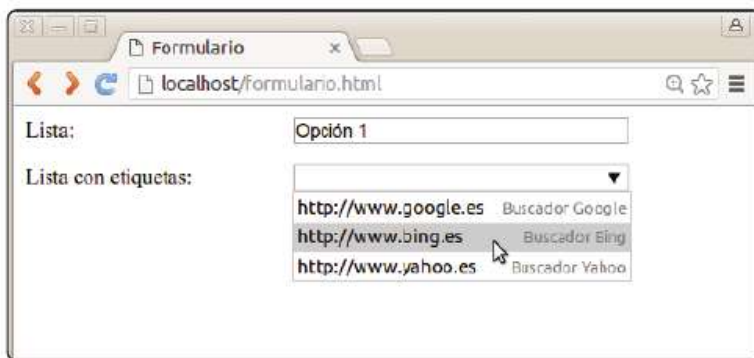 Formulario
localhost/formulario.html
Lista:
Opción 1
Lista con etiquetas:
http://www.google.es Buscador Google
http://www.bing.es Buscador Bing
http://www.yahoo.es Buscador Yahoo